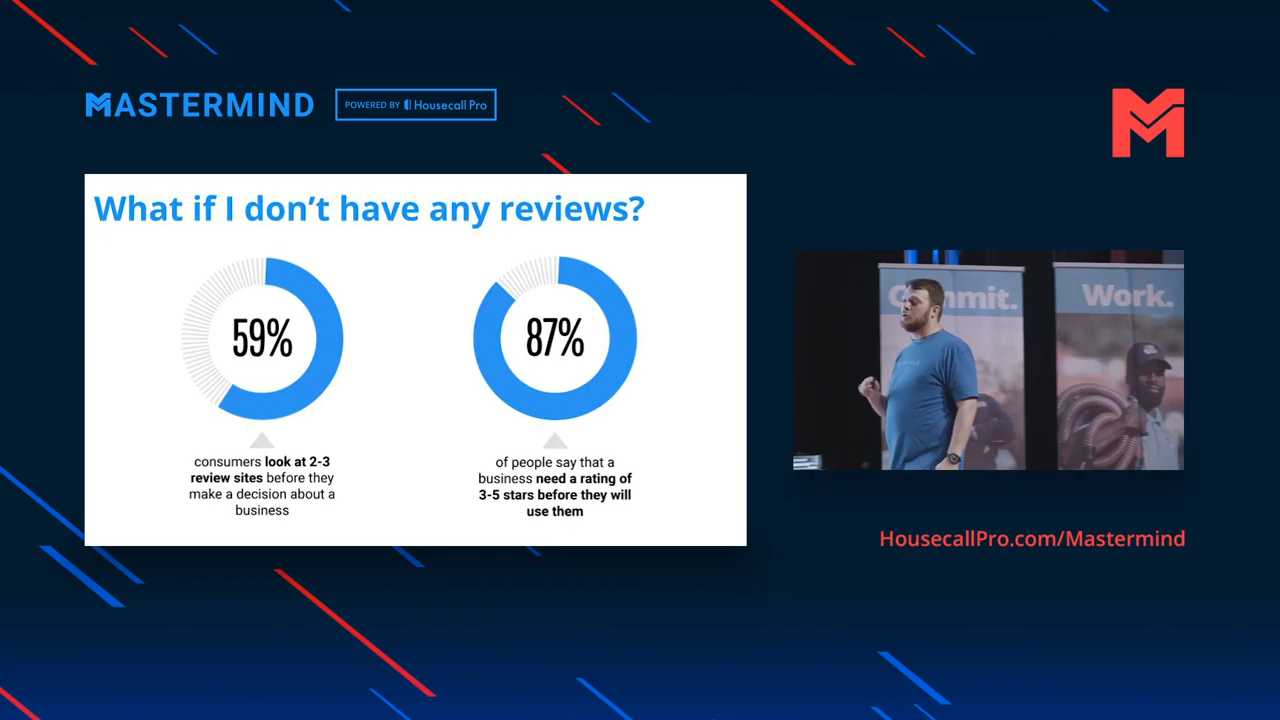 MASTERMIND
POWERED BY Housecall Pro
What if I don’t have any reviews?
59%
consumers look at 2-3
review sites before they
make a decision about a
business
87%
of people say that a
business need a rating of
3-5 stars before they will
use them
Work.
HousecallPro.com/Mastermind